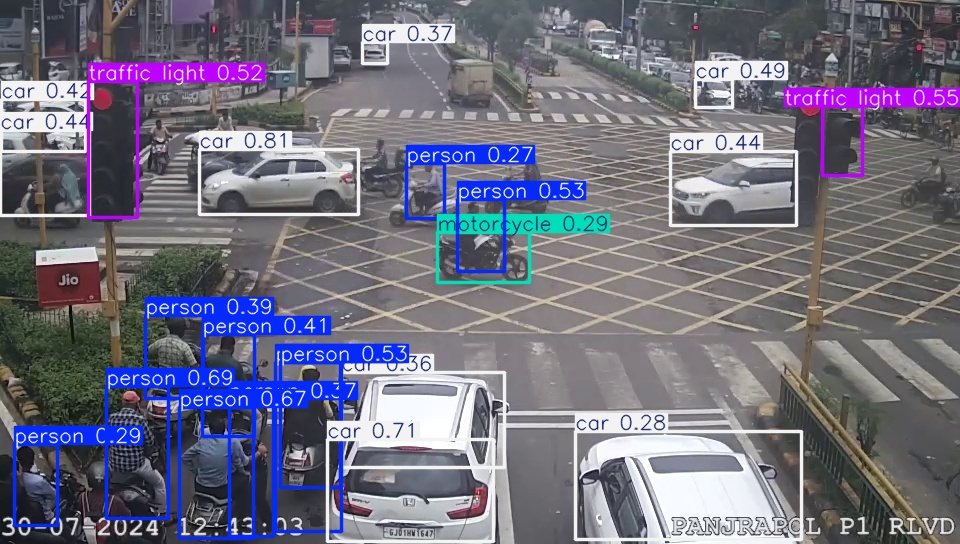 car 0.37
car 0.49
traffic light 0.52
car 0.42
traffic light 0.55
car 0.44
car 0.81
car 0.44
person 0.27
person 0.53
motorcycle 0.29
Jio
person 0.39
person 0.41
person 0.53
car 0.36
person 0.69
0.37
person 0.67
car 0.71
car 0.28
person 0.29
GJ01HW1647
30-07-2024 12:43:03
PANJRAPOL P1 RLVD